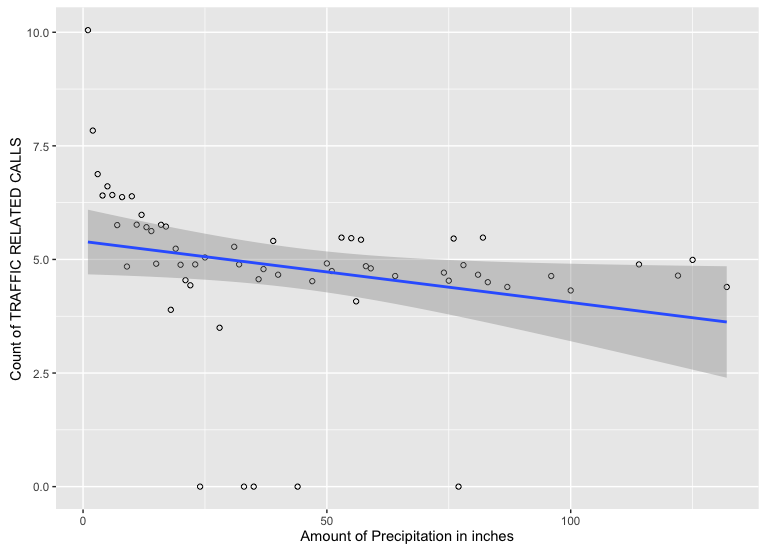 Count of TRAFFIC RELATED CALLS
10.0
7.5
5.0
2.5
0.0
0 50 100
Amount of Precipitation in inches